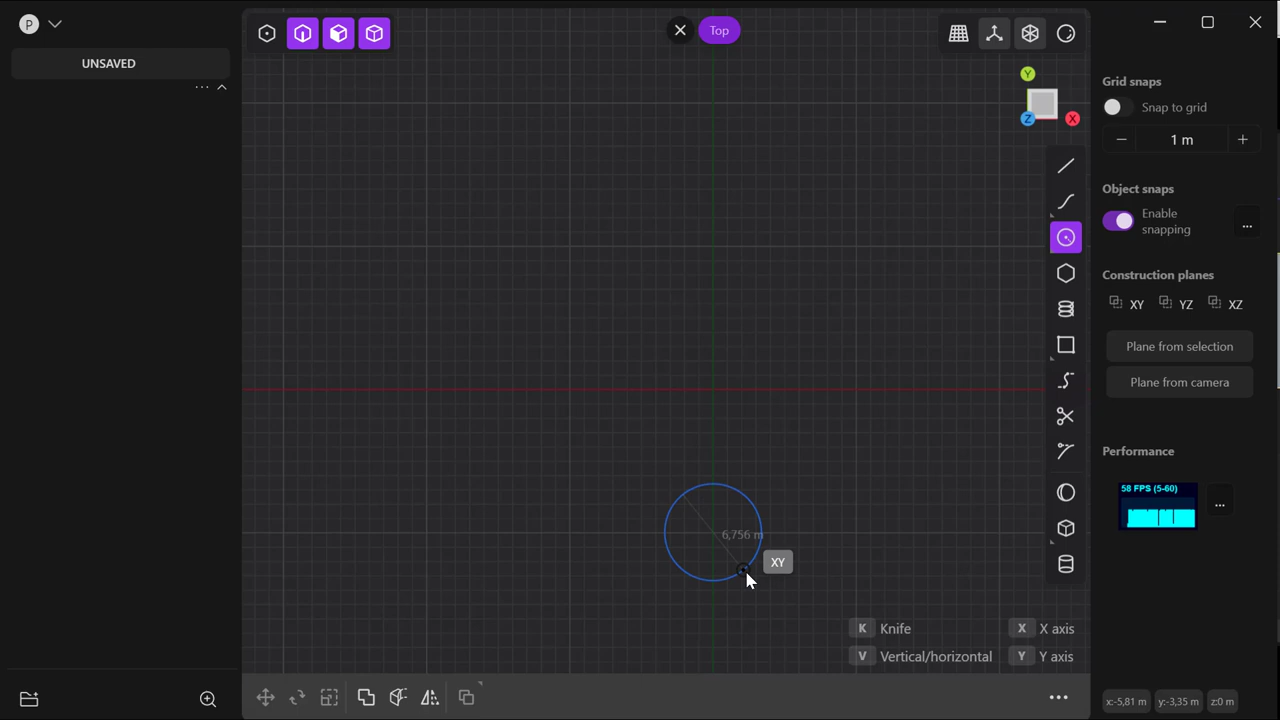 P
UNSAVED
Top
Y
Z
X
Grid snaps
Snap to grid
1 m
Object snaps
Enable
snapping
...
Construction planes
XY
YZ
XZ
Plane from selection
Plane from camera
Performance
58 FPS (5-60)
...
6,756 m
XY
K Knife
X X axis
V Vertical/horizontal
Y Y axis
x:-5,81 m
y:-3,35 m
z:0 m